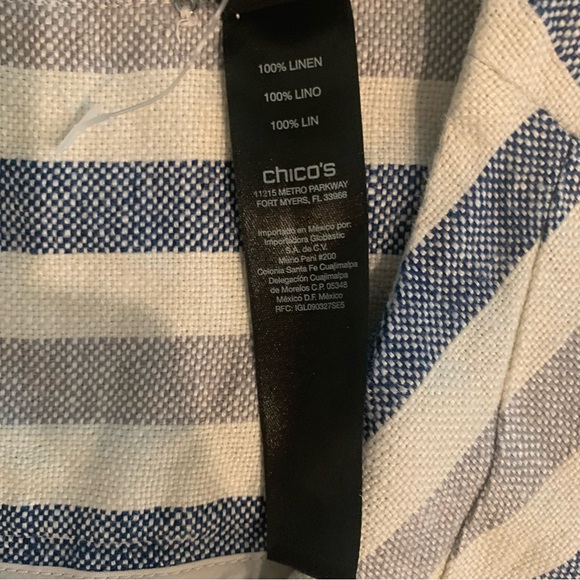 100% LINEN
100% LINO
100% LIN
chico's
11215 METRO PARKWAY
FORT MYERS, FL 33966
Importado en México por:
Importadora Globastic
S.A. de C.V.
Mario Pani #200
Colonia Santa Fe Cuajimalpa
Delegación Cuajimalpa
de Morelos C.P. 05348
México D.F. México
RFC: IGL090327SE5